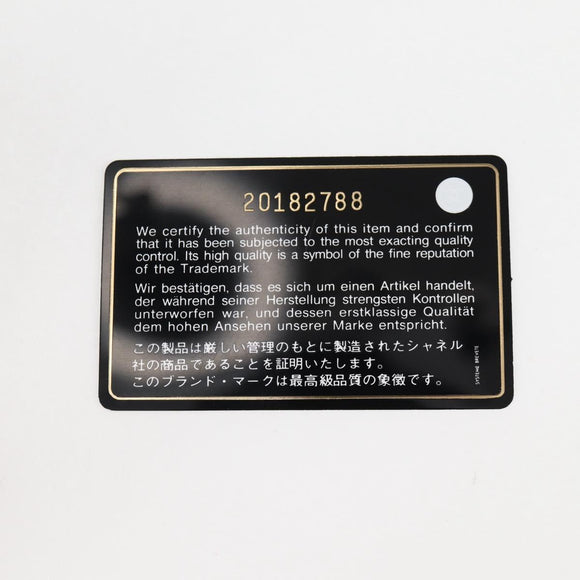 20182788
We certify the authenticity of this item and confirm
that it has been subjected to the most exacting quality
control. Its high quality is a symbol of the fine reputation
of the Trademark.
Wir bestätigen, dass es sich um einen Artikel handelt,
der während seiner Herstellung strengsten Kontrollen
unterworfen war, und dessen erstklassige Qualität
dem hohen Ansehen unserer Marke entspricht.
この製品は厳しい管理のもとに製造されたシャネル
社の商品であることを証明いたします。
このブランド・マークは最高級品質の象徴です。
SYSTEME BREVETE